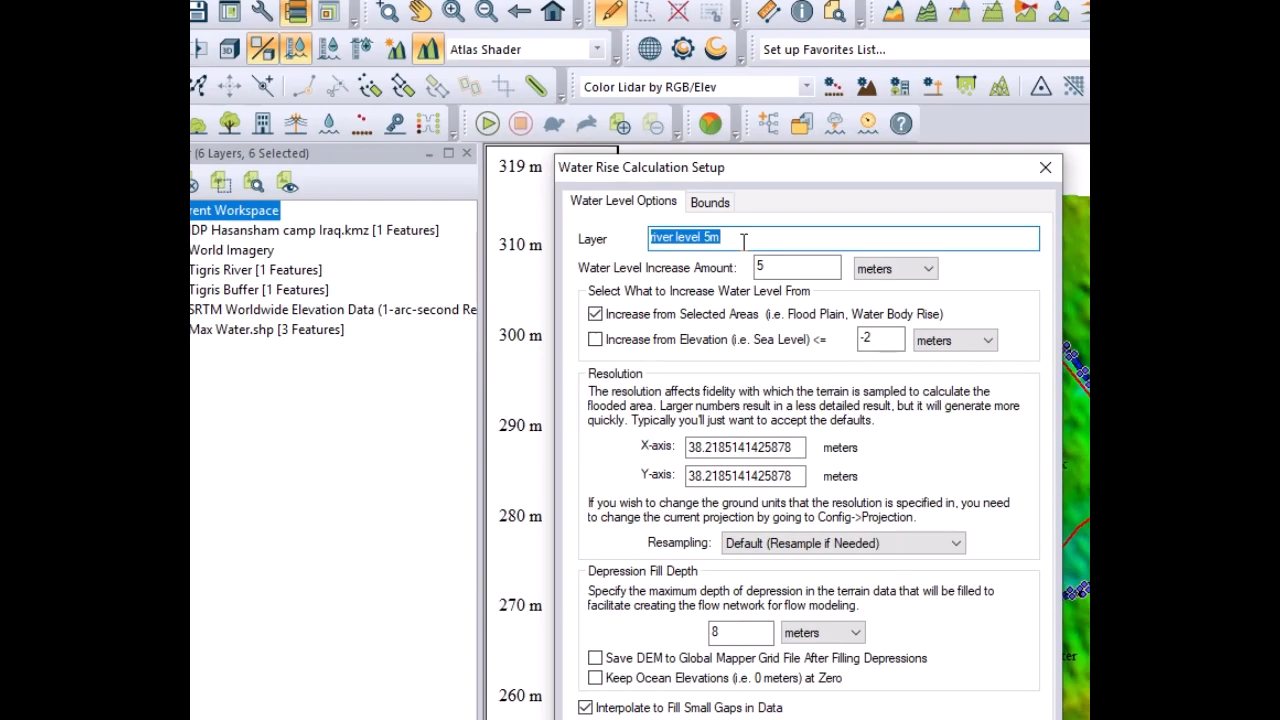 Atlas Shader
Set up Favorites List...
Color Lidar by RGB/Elev
(6 Layers, 6 Selected)
rent Workspace
DP Hasansham camp Iraq.kmz [1 Features]
World Imagery
Tigris River [1 Features]
Tigris Buffer [1 Features]
SRTM Worldwide Elevation Data (1-arc-second Re
Max Water.shp [3 Features]
319 m
310 m
300 m
290 m
280 m
270 m
260 m
Water Rise Calculation Setup
Water Level Options
Bounds
Layer
river level 5m
Water Level Increase Amount:
5
meters
Select What to Increase Water Level From
Increase from Selected Areas (i.e. Flood Plain, Water Body Rise)
Increase from Elevation (i.e. Sea Level) <=
-2
meters
Resolution
The resolution affects fidelity with which the terrain is sampled to calculate the
flooded area. Larger numbers result in a less detailed result, but it will generate more
quickly. Typically you'll just want to accept the defaults.
X-axis:
38.2185141425878
meters
Y-axis:
38.2185141425878
meters
If you wish to change the ground units that the resolution is specified in, you need
to change the current projection by going to Config->Projection.
Resampling:
Default (Resample if Needed)
Depression Fill Depth
Specify the maximum depth of depression in the terrain data that will be filled to
facilitate creating the flow network for flow modeling.
8
meters
Save DEM to Global Mapper Grid File After Filling Depressions
Keep Ocean Elevations (i.e. 0 meters) at Zero
Interpolate to Fill Small Gaps in Data
ter